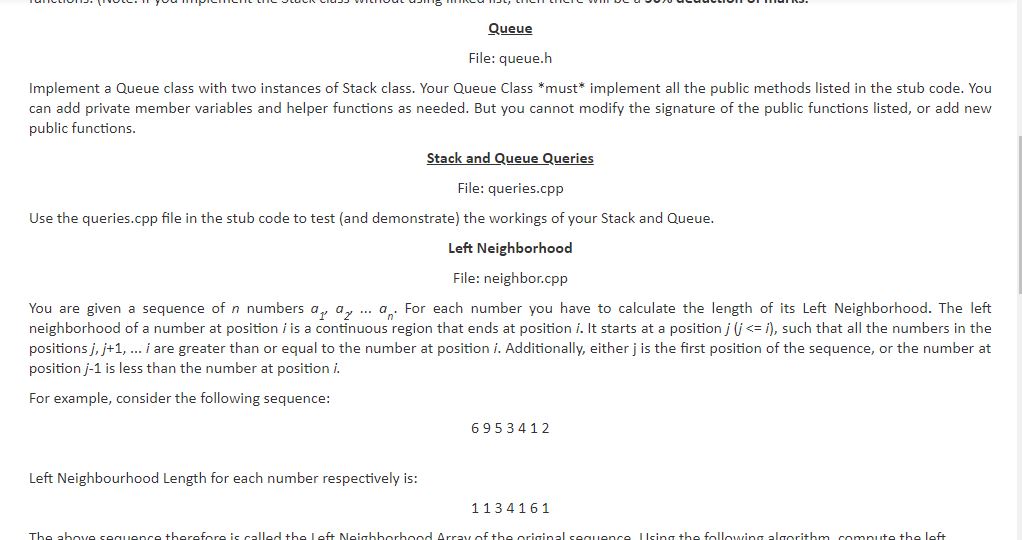 Queue
File: queue.h
Implement a Queue class with two instances of Stack class. Your Queue Class *must* implement all the public methods listed in the stub code. You
can add private member variables and helper functions as needed. But you cannot modify the signature of the public functions listed, or add new
public functions.
Stack and Queue Queries
File: queries.cpp
Use the queries.cpp file in the stub code to test (and demonstrate) the workings of your Stack and Queue.
Left Neighborhood
File: neighbor.cpp
You are given a sequence of n numbers a1, a2, ... an. For each number you have to calculate the length of its Left Neighborhood. The left
neighborhood of a number at position i is a continuous region that ends at position i. It starts at a position j (j <= i), such that all the numbers in the
positions j, j+1, ... i are greater than or equal to the number at position i. Additionally, either j is the first position of the sequence, or the number at
position j-1 is less than the number at position i.
For example, consider the following sequence:
6 9 5 3 4 1 2
Left Neighbourhood Length for each number respectively is:
1 1 3 4 1 6 1
The above sequence therefore is called the Left Neighborhood Array of the original sequence. Using the following algorithm, compute the left